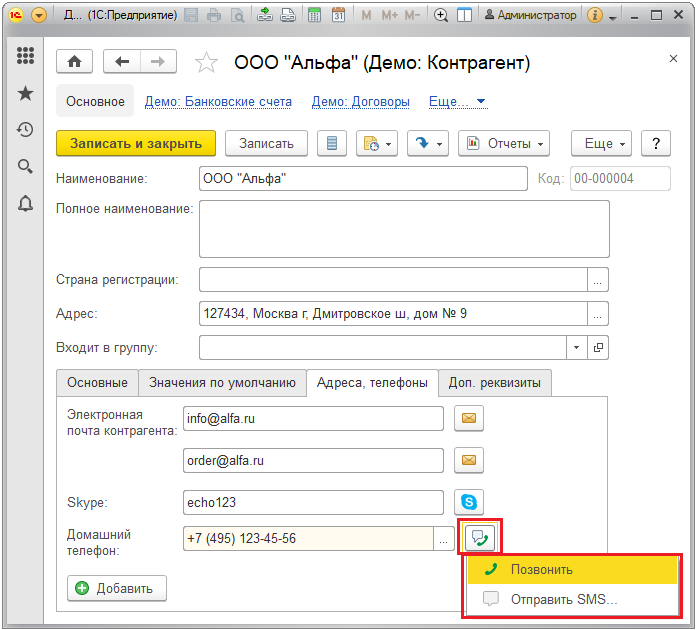 Д... (1С:Предприятие) M M+ M- Администратор
ООО "Альфа" (Демо: Контрагент)
Основное Демо: Банковские счета Демо: Договоры Еще...
Записать и закрыть Записать Отчеты Еще ?
Наименование: ООО "Альфа" Код: 00-000004
Полное наименование:
Страна регистрации: ...
Адрес: 127434, Москва г, Дмитровское ш, дом № 9 ...
Входит в группу:
Основные Значения по умолчанию Адреса, телефоны Доп. реквизиты
Электронная
почта контрагента: info@alfa.ru
order@alfa.ru
Skype: echo123
Домашний
телефон: +7 (495) 123-45-56 ...
Позвонить
Добавить Отправить SMS...